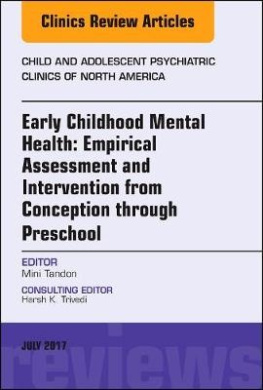 Clinics Review Articles
CHILD AND ADOLESCENT PSYCHIATRIC
CLINICS OF NORTH AMERICA
Early Childhood Mental
Health: Empirical
Assessment and
Intervention from
Conception through
Preschool
EDITOR
Mini Tandon
CONSULTING EDITOR
Harsh K. Trivedi
JULY 2017
reviews